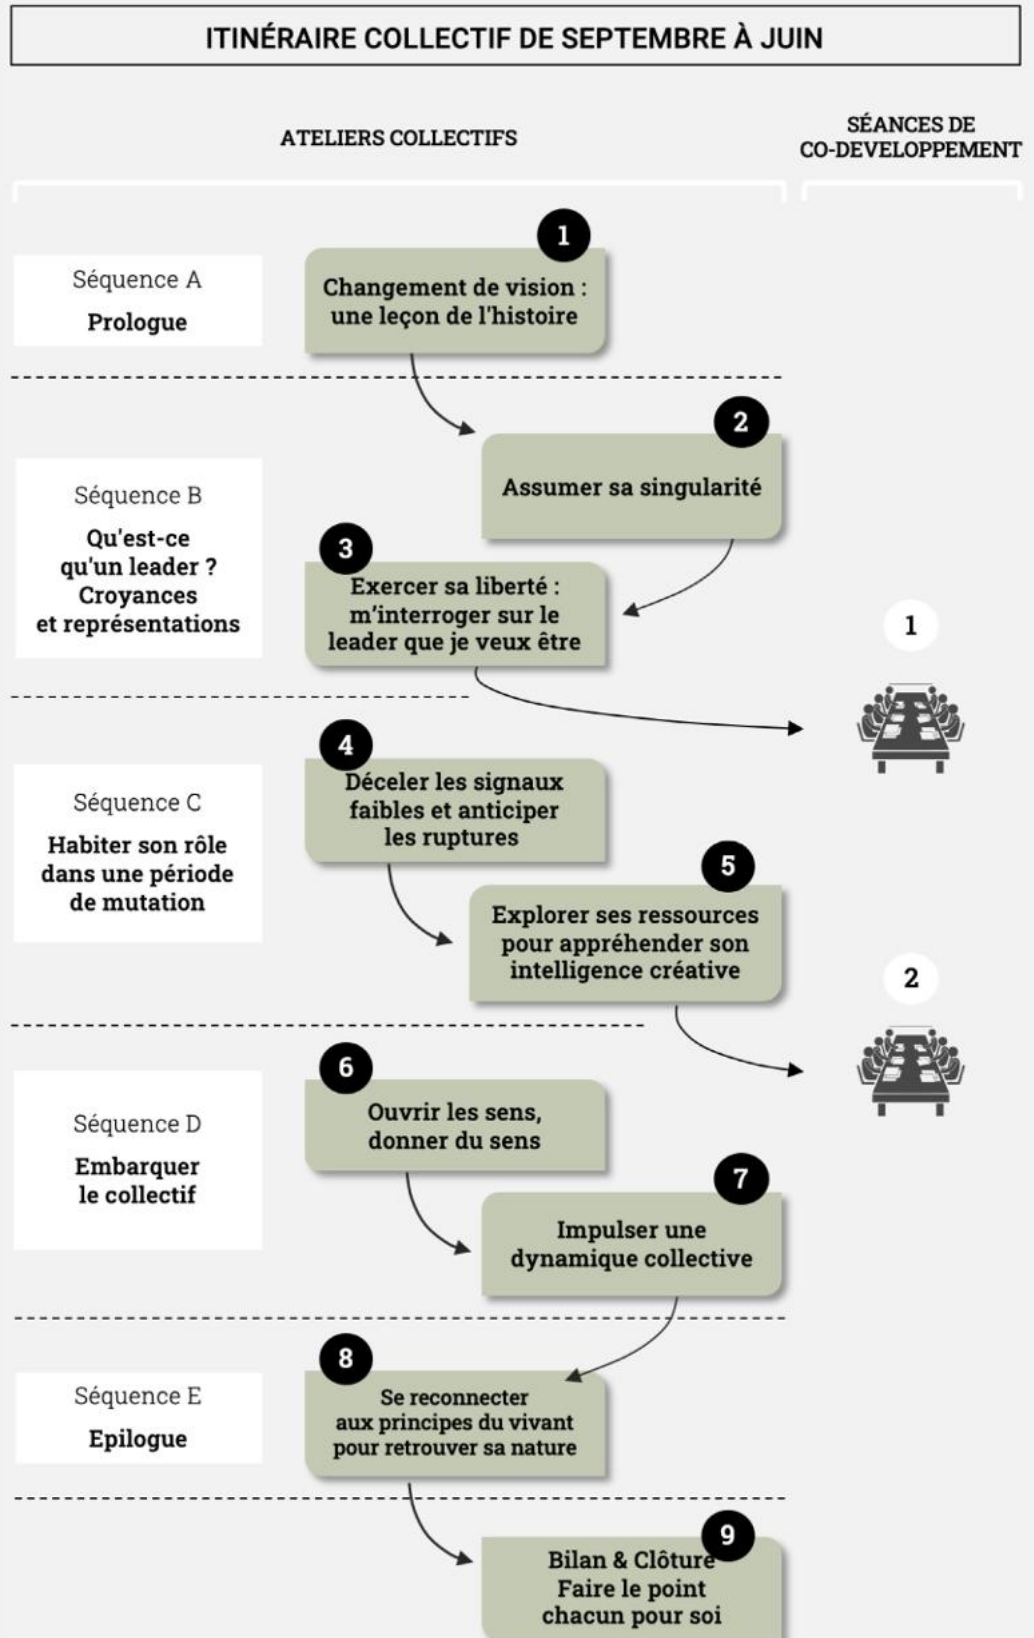 ITINÉRAIRE COLLECTIF DE SEPTEMBRE À JUIN
ATELIERS COLLECTIFS
SÉANCES DE
CO-DEVELOPPEMENT
Séquence A
Prologue
1
Changement de vision :
une leçon de l'histoire
Séquence B
Qu'est-ce
qu'un leader ?
Croyances
et représentations
2
Assumer sa singularité
3
Exercer sa liberté :
m'interroger sur le
leader que je veux être
1
Séquence C
Habiter son rôle
dans une période
de mutation
4
Déceler les signaux
faibles et anticiper
les ruptures
5
Explorer ses ressources
pour appréhender son
intelligence créative
2
Séquence D
Embarquer
le collectif
6
Ouvrir les sens,
donner du sens
7
Impulser une
dynamique collective
Séquence E
Epilogue
8
Se reconnecter
aux principes du vivant
pour retrouver sa nature
9
Bilan & Clôture
Faire le point
chacun pour soi